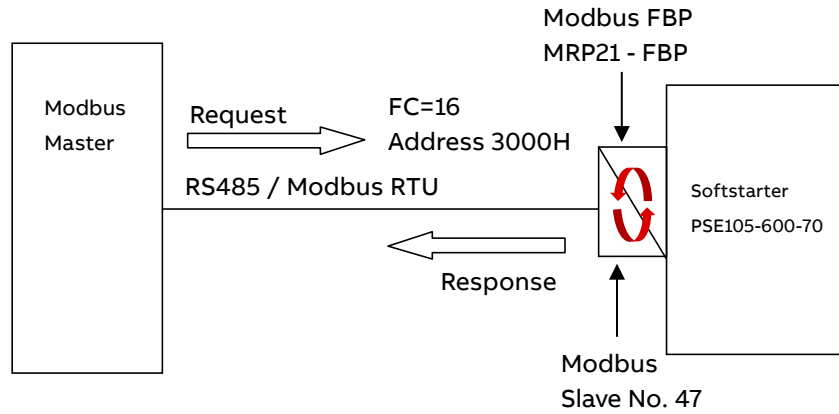 Modbus FBP
MRP21 - FBP
Modbus
Master
Request
FC=16
Address 3000H
RS485 / Modbus RTU
Softstarter
PSE105-600-70
Response
Modbus
Slave No. 47